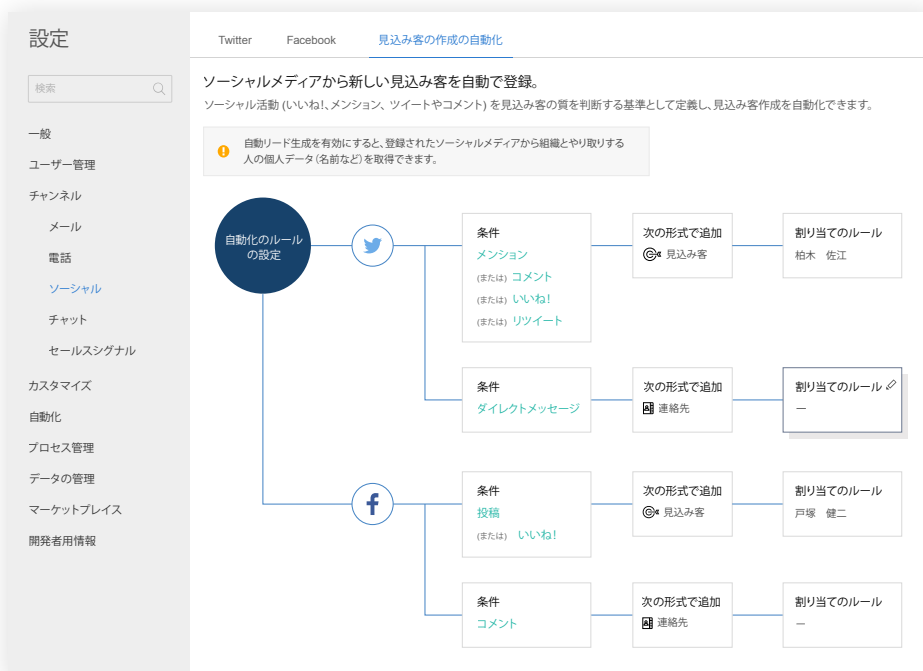 設定
検索
一般
ユーザー管理
チャンネル
メール
電話
ソーシャル
チャット
セールスシグナル
カスタマイズ
自動化
プロセス管理
データの管理
マーケットプレイス
開発者用情報
Twitter
Facebook
見込み客の作成の自動化
ソーシャルメディアから新しい見込み客を自動で登録。
ソーシャル活動 (いいね!、メンション、ツイートやコメント) を見込み客の質を判断する基準として定義し、見込み客作成を自動化できます。
自動リード生成を有効にすると、登録されたソーシャルメディアから組織とやり取りする
人の個人データ（名前など）を取得できます。
自動化のルール
の設定
条件
メンション
(または) コメント
(または) いいね!
(または) リツイート
次の形式で追加
見込み客
割り当てのルール
柏木 佐江
条件
ダイレクトメッセージ
次の形式で追加
連絡先
割り当てのルール
—
条件
投稿
(または) いいね!
次の形式で追加
見込み客
割り当てのルール
戸塚 健二
条件
コメント
次の形式で追加
連絡先
割り当てのルール
—